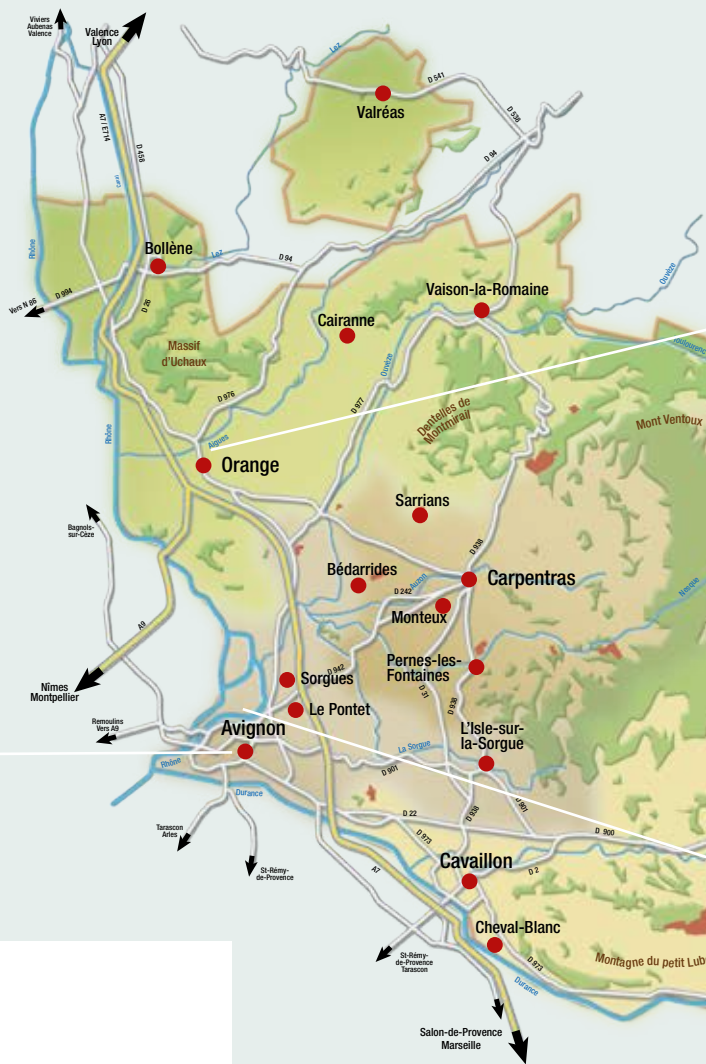 Viviers
Aubenas
Valence
Valence
Lyon
Lez
D 541
Valréas
D 538
A7 / E714
D 458
D 94
Canal
Rhône
Lez
Bollène
D 94
Ouvèze
Vers N 86
D 994
D 26
Vaison-la-Romaine
Cairanne
Massif
d'Uchaux
Ouvèze
Toulourenc
D 976
D 977
Dentelles de
Montmirail
Mont Ventoux
Rhône
Aigues
Orange
Sarrians
Bagnols-
sur-Cèze
D 938
Bédarrides
Auzon
Carpentras
D 242
Nesque
Monteux
A9
Pernes-les-
Fontaines
Nîmes
Montpellier
D 942
Sorgues
D 31
D 938
Le Pontet
Remoulins
Vers A9
Avignon
L'Isle-sur-
la-Sorgue
La Sorgue
Rhône
D 901
Durance
D 901
D 22
D 938
D 900
Tarascon
Arles
D 973
St-Rémy-
de-Provence
A7
Cavaillon
D 2
Cheval-Blanc
St-Rémy-
de-Provence
Tarascon
D 973
Montagne du petit Lub
Durance
Salon-de-Provence
Marseille